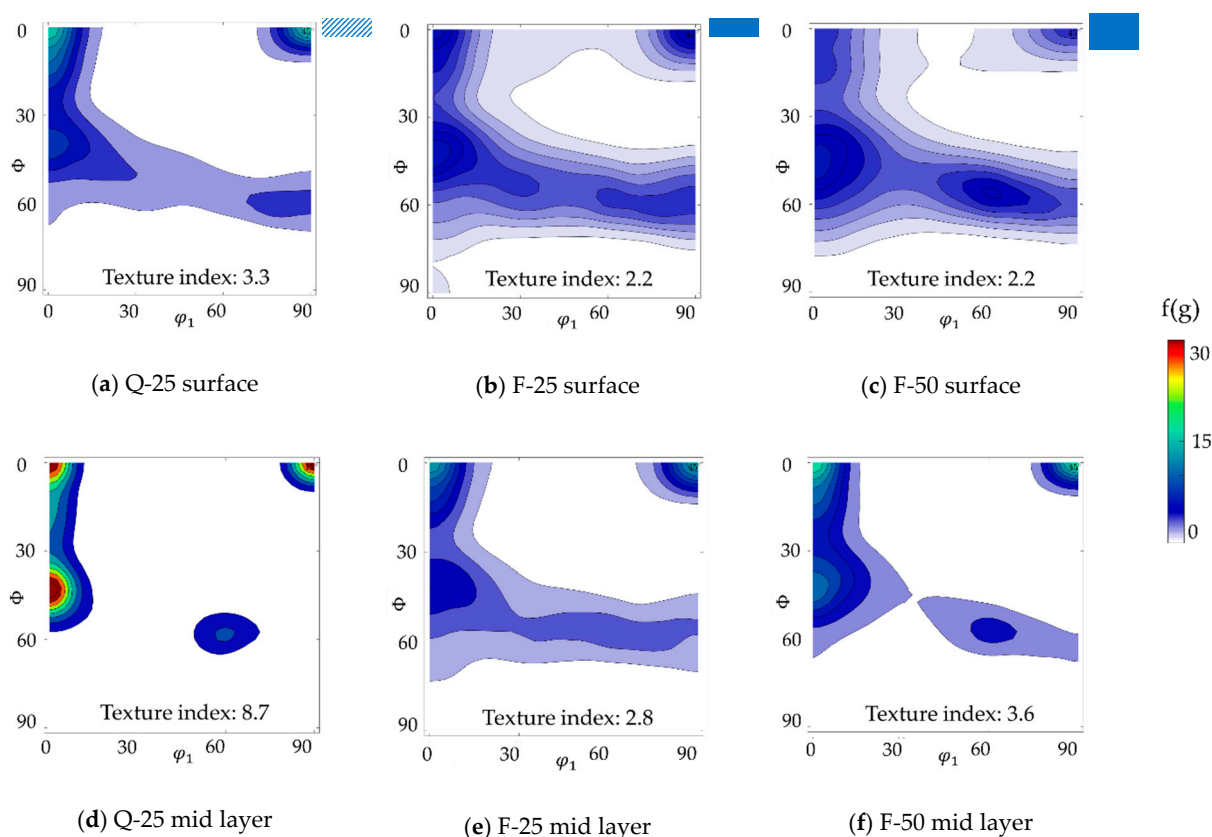 0
30
Φ
60
90
Texture index: 3.3
0 30 60 90
φ₁
(a) Q-25 surface
0
30
Φ
60
90
Texture index: 2.2
0 30 60 90
φ₁
(b) F-25 surface
0
30
Φ
60
90
Texture index: 2.2
0 30 60 90
φ₁
(c) F-50 surface
f(g)
30
15
0
0
30
Φ
60
90
Texture index: 8.7
0 30 60 90
φ₁
(d) Q-25 mid layer
0
30
Φ
60
90
Texture index: 2.8
0 30 60 90
φ₁
(e) F-25 mid layer
0
30
Φ
60
90
Texture index: 3.6
0 30 60 90
φ₁
(f) F-50 mid layer